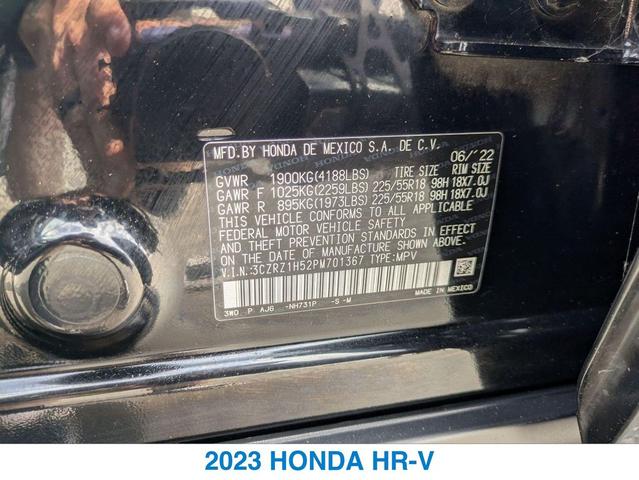 MFD. BY HONDA DE MEXICO S.A. DE C.V.
06/'22
GVWR 1900KG(4188LBS) TIRE SIZE RIM SIZE
GAWR F 1025KG(2259LBS) 225/55R18 98H 18X7.0J
GAWR R 895KG(1973LBS) 225/55R18 98H 18X7.0J
THIS VEHICLE CONFORMS TO ALL APPLICABLE
FEDERAL MOTOR VEHICLE SAFETY
AND THEFT PREVENTION STANDARDS IN EFFECT
ON THE DATE OF MANUFACTURE SHOWN ABOVE.
V.I.N.:3CZRZ1H52PM701367 TYPE:MPV
3W0 P AJ6 -NH731P -S -M
MADE IN MEXICO
2023 HONDA HR-V